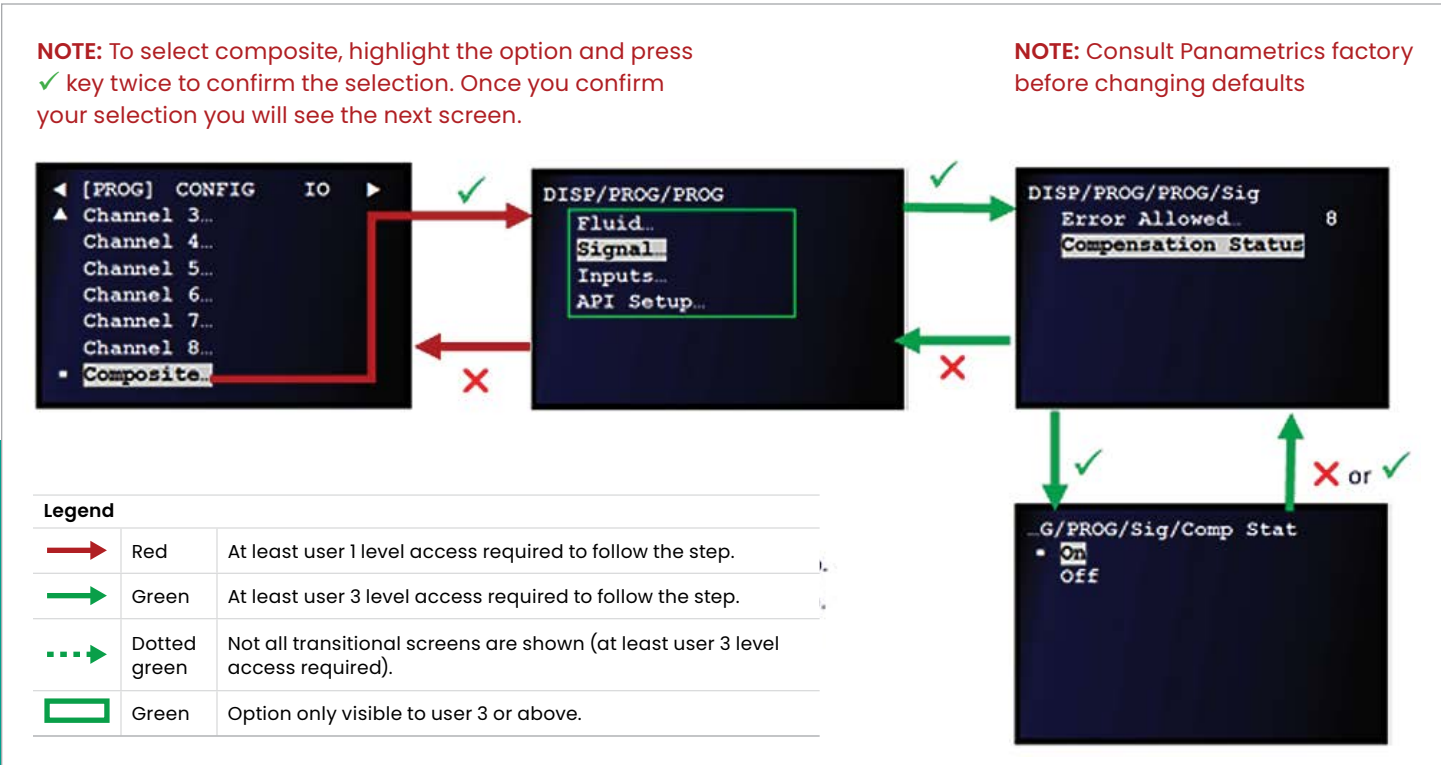 NOTE: To select composite, highlight the option and press
✓ key twice to confirm the selection. Once you confirm
your selection you will see the next screen.
NOTE: Consult Panametrics factory
before changing defaults
◄ [PROG] CONFIG IO ►
▲ Channel 3…
Channel 4…
Channel 5…
Channel 6…
Channel 7…
Channel 8…
▪ Composite…
✓
✕
DISP/PROG/PROG
Fluid…
Signal…
Inputs…
API Setup…
✓
✕
DISP/PROG/PROG/Sig
Error Allowed… 8
Compensation Status
✓
✕ or ✓
…G/PROG/Sig/Comp Stat
▪ On
Off
Legend
Red At least user 1 level access required to follow the step.
Green At least user 3 level access required to follow the step.
Dotted
green
Not all transitional screens are shown (at least user 3 level
access required).
Green Option only visible to user 3 or above.